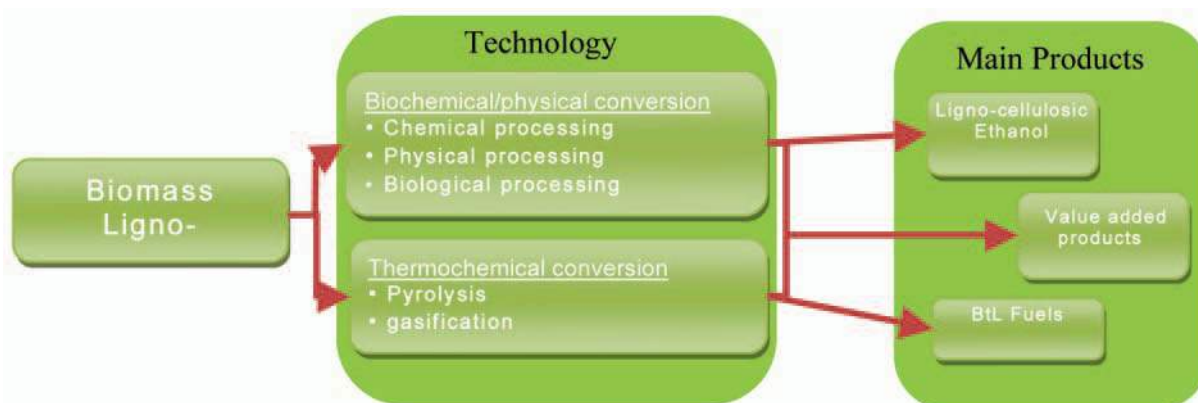 Biomass
Ligno-
Technology
Biochemical/physical conversion
• Chemical processing
• Physical processing
• Biological processing
Thermochemical conversion
• Pyrolysis
• gasification
Main Products
Ligno-cellulosic
Ethanol
Value added
products
BtL Fuels